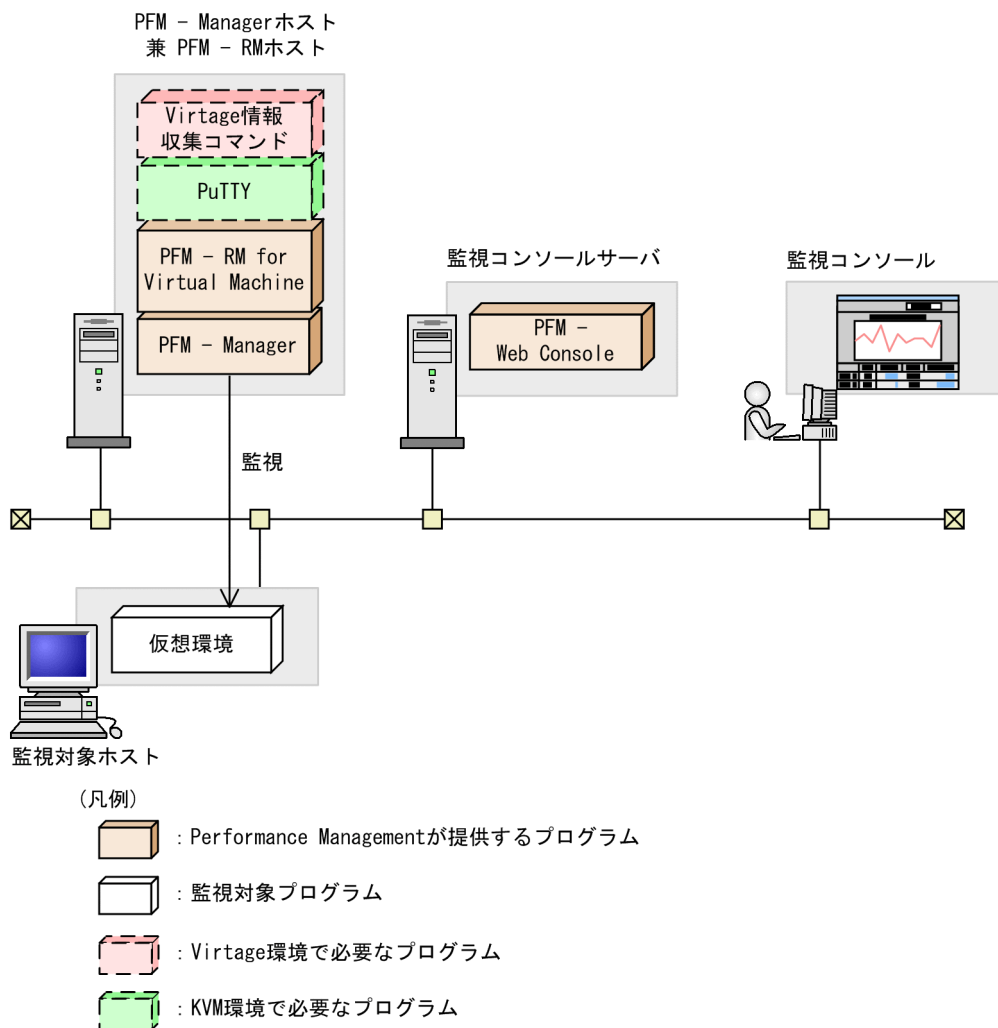 PFM - Managerホスト
兼 PFM - RMホスト
Virtage情報
収集コマンド
PuTTY
PFM - RM for
Virtual Machine
PFM - Manager
監視コンソールサーバ
PFM -
Web Console
監視コンソール
監視
仮想環境
監視対象ホスト
(凡例)
:Performance Managementが提供するプログラム
:監視対象プログラム
:Virtage環境で必要なプログラム
:KVM環境で必要なプログラム